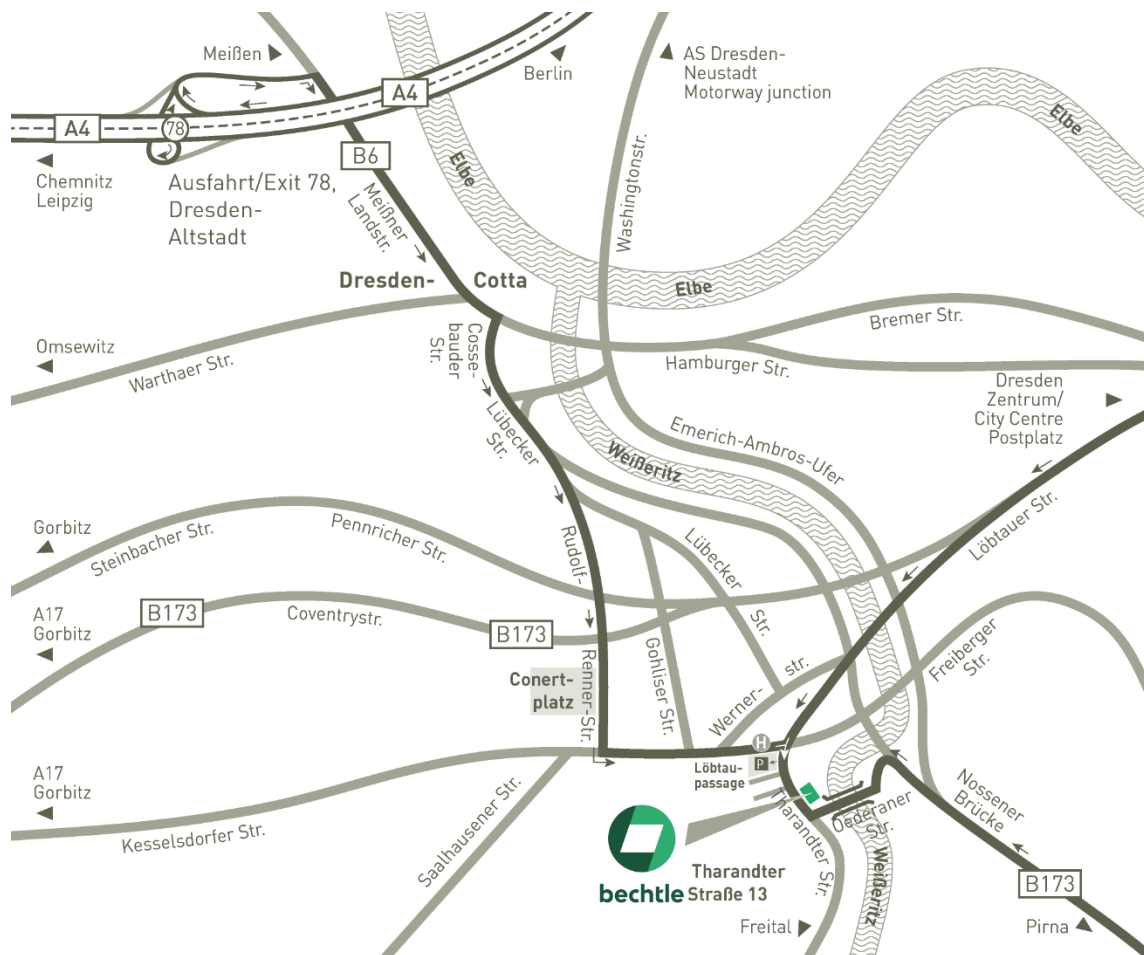 Meißen
Berlin
AS Dresden-
Neustadt
Motorway junction
A4
A4
78
B6
Chemnitz
Leipzig
Ausfahrt/Exit 78,
Dresden-
Altstadt
Meißner
Landstr.
Elbe
Elbe
Elbe
Washingtonstr.
Dresden-
Cotta
Omsewitz
Warthaer Str.
Cosse-
bauder
Str.
Bremer Str.
Hamburger Str.
Dresden
Zentrum/
City Centre
Postplatz
Lübecker
Str.
Emerich-Ambros-Ufer
Weißeritz
Löbtauer Str.
Gorbitz
Steinbacher Str.
Pennricher Str.
Rudolf-
Renner-Str.
Lübecker
Str.
A17
Gorbitz
B173
Coventrystr.
B173
Gohliser Str.
Werner-
str.
Freiberger
Str.
Conert-
platz
H
P
Löbtau-
passage
A17
Gorbitz
Kesselsdorfer Str.
Saalhausener Str.
Tharandter Str.
Oederaner
Str.
Nossener
Brücke
Weißeritz
B173
bechtle
Tharandter
Straße 13
Freital
Pirna